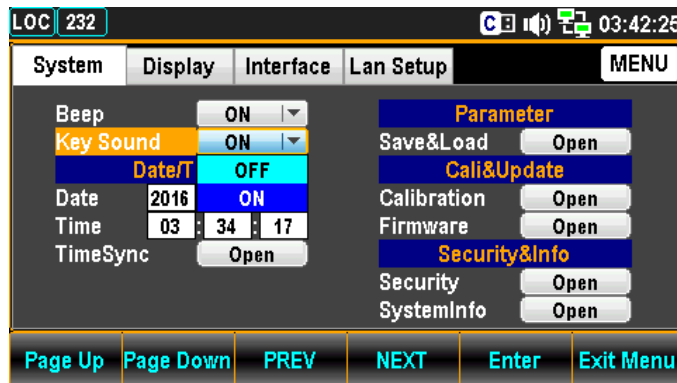 LOC 232 C 03:42:25
System Display Interface Lan Setup MENU
Beep ON
Key Sound ON
OFF
ON
Date/T
Date 2016
Time 03 : 34 : 17
TimeSync Open
Parameter
Save&Load Open
Cali&Update
Calibration Open
Firmware Open
Security&Info
Security Open
SystemInfo Open
Page Up Page Down PREV NEXT Enter Exit Menu